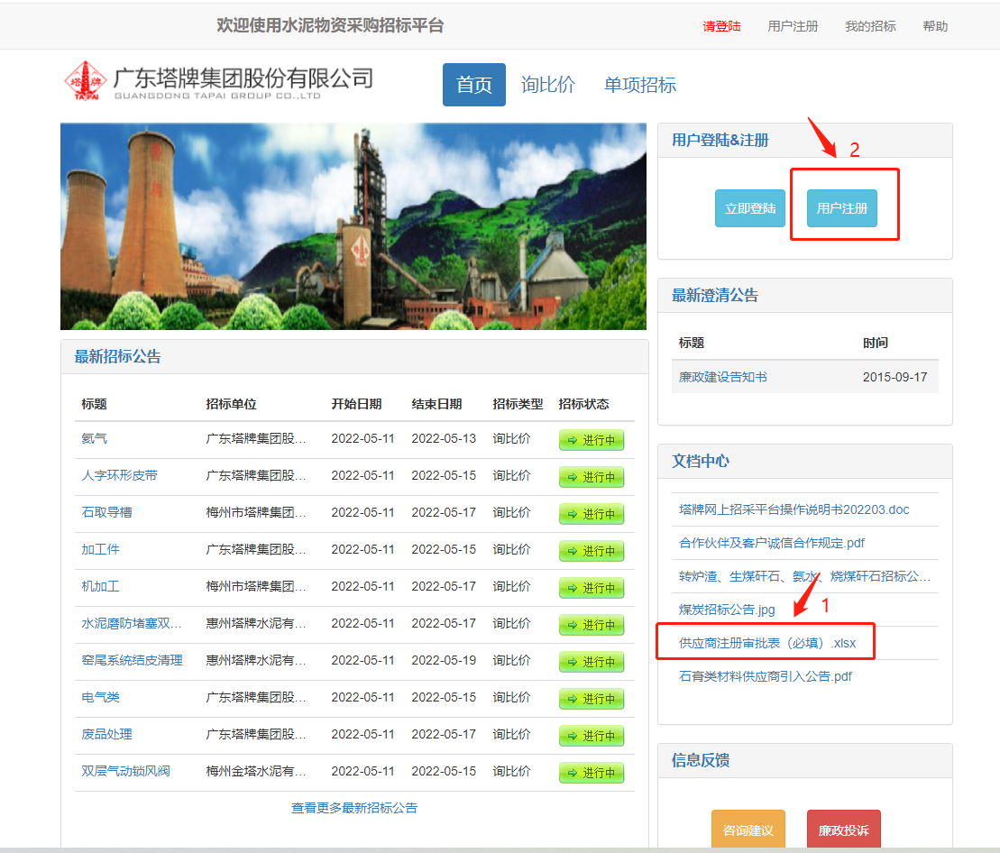 欢迎使用水泥物资采购招标平台
请登陆 用户注册 我的招标 帮助
塔 牌
TAPAI
广东塔牌集团股份有限公司
GUANGDONG TAPAI GROUP CO.,LTD
首页 询比价 单项招标
用户登陆&注册
2
立即登陆 用户注册
最新澄清公告
标题 时间
廉政建设告知书 2015-09-17
最新招标公告
标题 招标单位 开始日期 结束日期 招标类型 招标状态
氨气 广东塔牌集团股... 2022-05-11 2022-05-13 询比价 进行中
人字环形皮带 广东塔牌集团股... 2022-05-11 2022-05-15 询比价 进行中
石取导槽 梅州市塔牌集团... 2022-05-11 2022-05-17 询比价 进行中
加工件 广东塔牌集团股... 2022-05-11 2022-05-15 询比价 进行中
机加工 梅州市塔牌集团... 2022-05-11 2022-05-17 询比价 进行中
水泥磨防堵塞双... 惠州塔牌水泥有... 2022-05-11 2022-05-17 询比价 进行中
窑尾系统结皮清理 惠州塔牌水泥有... 2022-05-11 2022-05-19 询比价 进行中
电气类 广东塔牌集团股... 2022-05-11 2022-05-15 询比价 进行中
废品处理 广东塔牌集团股... 2022-05-11 2022-05-17 询比价 进行中
双层气动锁风阀 梅州金塔水泥有... 2022-05-11 2022-05-15 询比价 进行中
查看更多最新招标公告
文档中心
塔牌网上招采平台操作说明书202203.doc
合作伙伴及客户诚信合作规定.pdf
转炉渣、生煤矸石、氨水、烧煤矸石招标公...
煤炭招标公告.jpg
1
供应商注册审批表（必填）.xlsx
石膏类材料供应商引入公告.pdf
信息反馈
咨询建议 廉政投诉